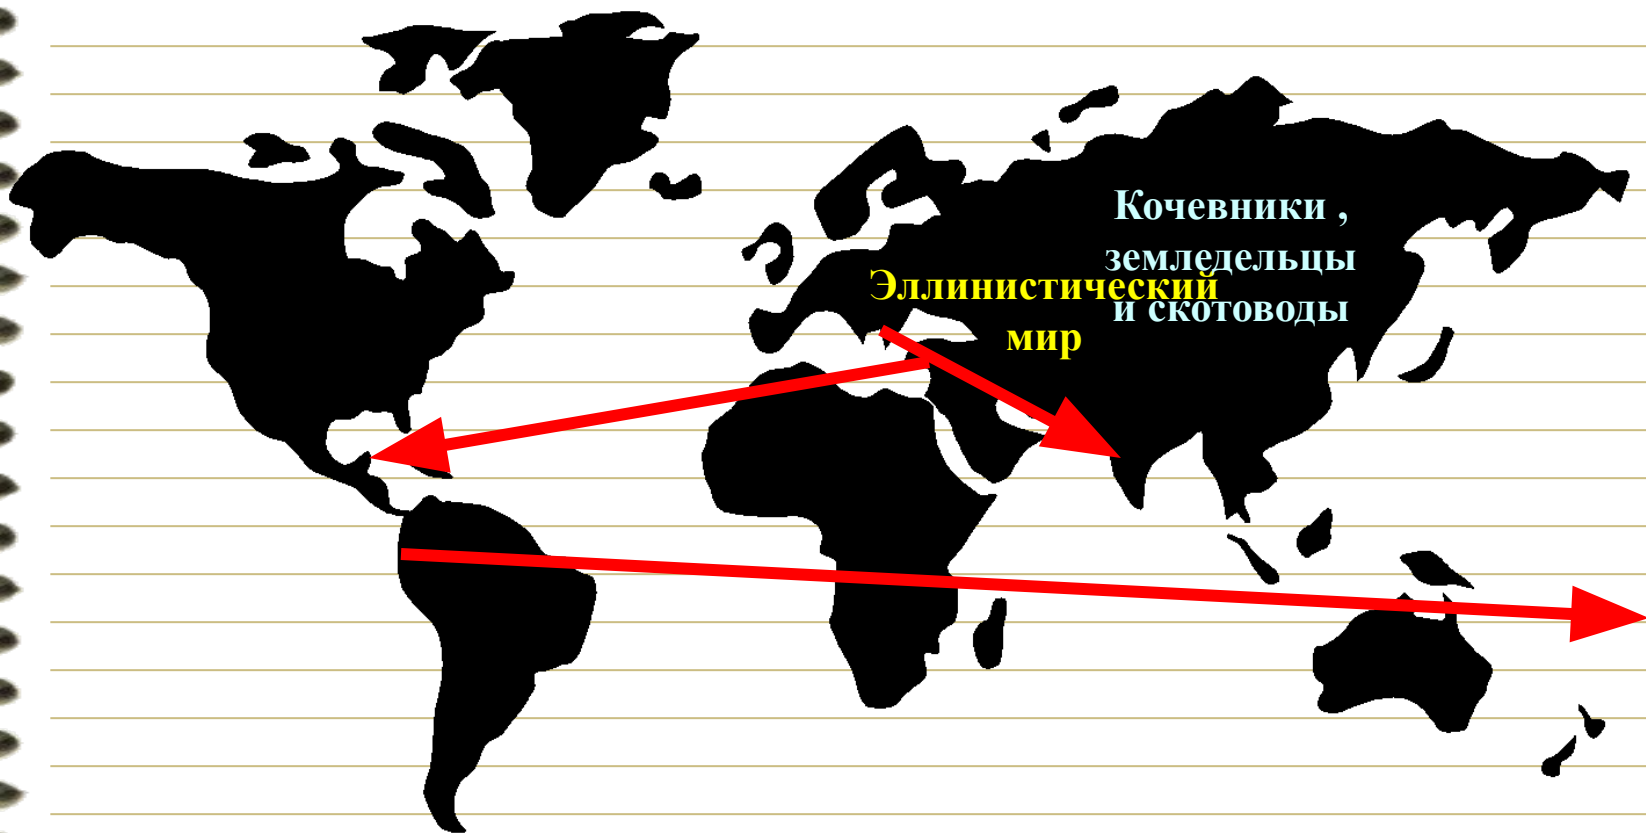 Кочевники ,
земледельцы
и скотоводы
Эллинистический
мир